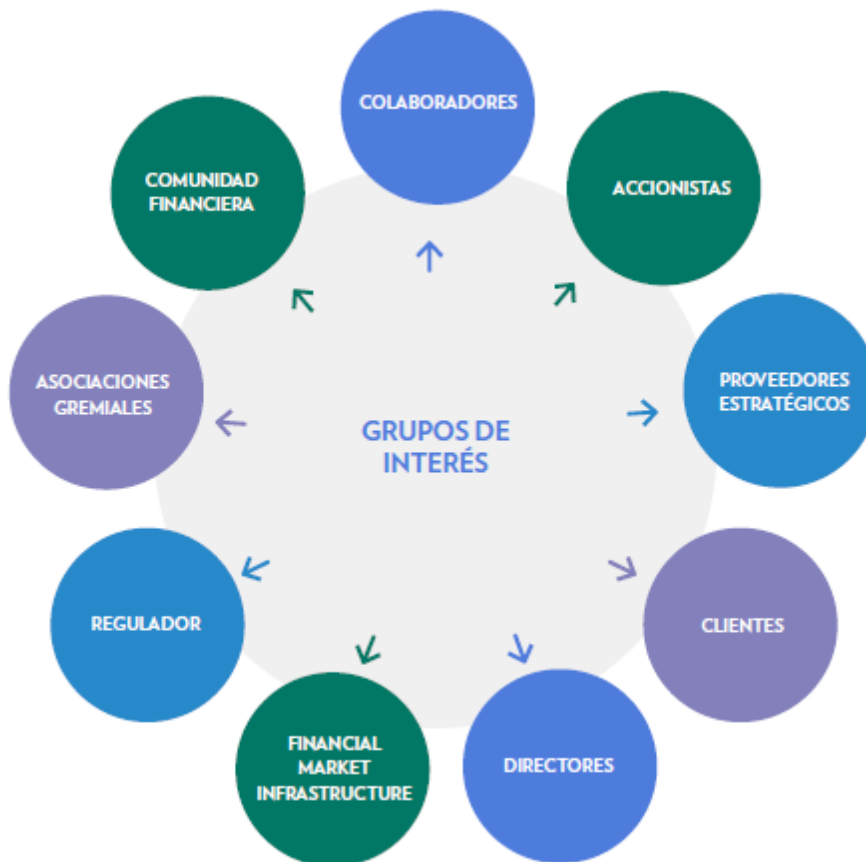 COLABORADORES
ACCIONISTAS
COMUNIDAD
FINANCIERA
PROVEEDORES
ESTRATÉGICOS
ASOCIACIONES
GREMIALES
GRUPOS DE
INTERÉS
REGULADOR
CLIENTES
FINANCIAL
MARKET
INFRASTRUCTURE
DIRECTORES